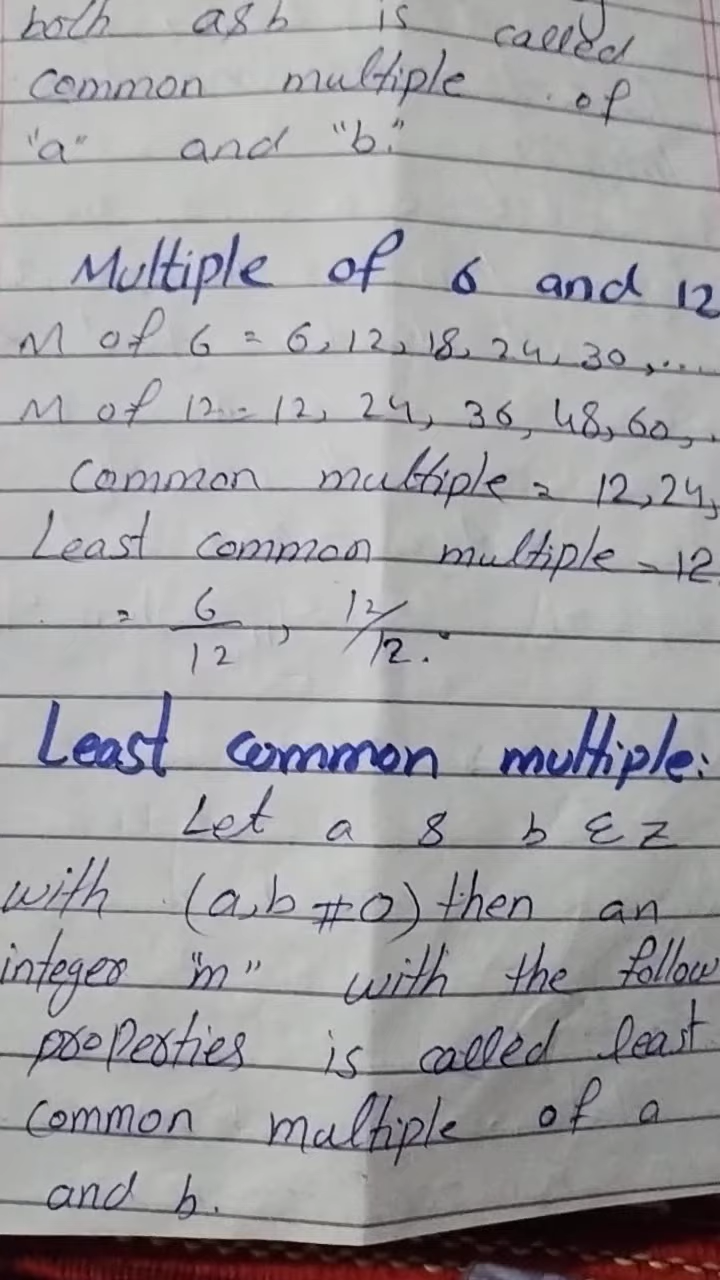 both a & b is called
common multiple of
"a" and "b."
Multiple of 6 and 12
M of 6 = 6, 12, 18, 24, 30, ....
M of 12 = 12, 24, 36, 48, 60, .
Common multiple = 12, 24,
Least common multiple = 12
= 6/12, 12/12.
Least common multiple:
Let a & b ∈ Z
with (a, b ≠ 0) then an
integer "m" with the follow
properties is called least
common multiple of a
and b.